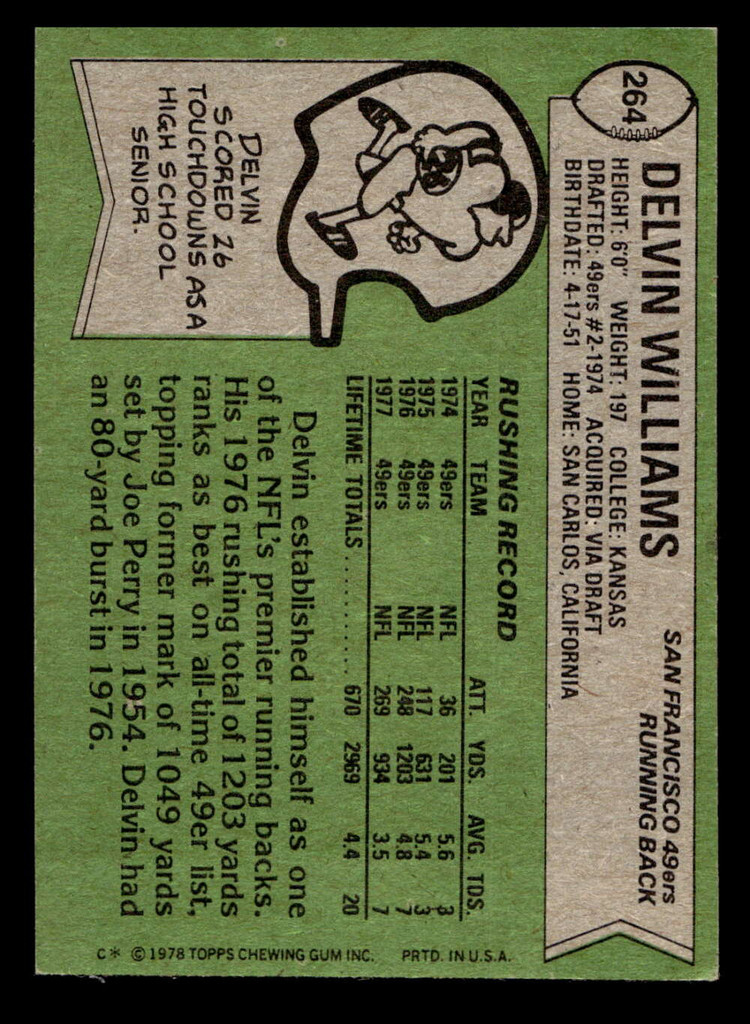 264
DELVIN WILLIAMS
SAN FRANCISCO 49ers
RUNNING BACK
HEIGHT: 6'0" WEIGHT: 197 COLLEGE: KANSAS
DRAFTED: 49ers #2-1974 ACQUIRED: VIA DRAFT
BIRTHDATE: 4-17-51 HOME: SAN CARLOS, CALIFORNIA
DELVIN
SCORED 26
TOUCHDOWNS AS A
HIGH SCHOOL
SENIOR.
RUSHING RECORD
YEAR TEAM ATT. YDS. AVG. TDS.
1974 49ers NFL 36 201 5.6 3
1975 49ers NFL 117 631 5.4 3
1976 49ers NFL 248 1203 4.8 7
1977 49ers NFL 269 934 3.5 7
LIFETIME TOTALS .......... 670 2969 4.4 20
Delvin established himself as one
of the NFL's premier running backs.
His 1976 rushing total of 1203 yards
ranks as best on all-time 49er list,
topping former mark of 1049 yards
set by Joe Perry in 1954. Delvin had
an 80-yard burst in 1976.
C* © 1978 TOPPS CHEWING GUM INC. PRTD. IN U.S.A.